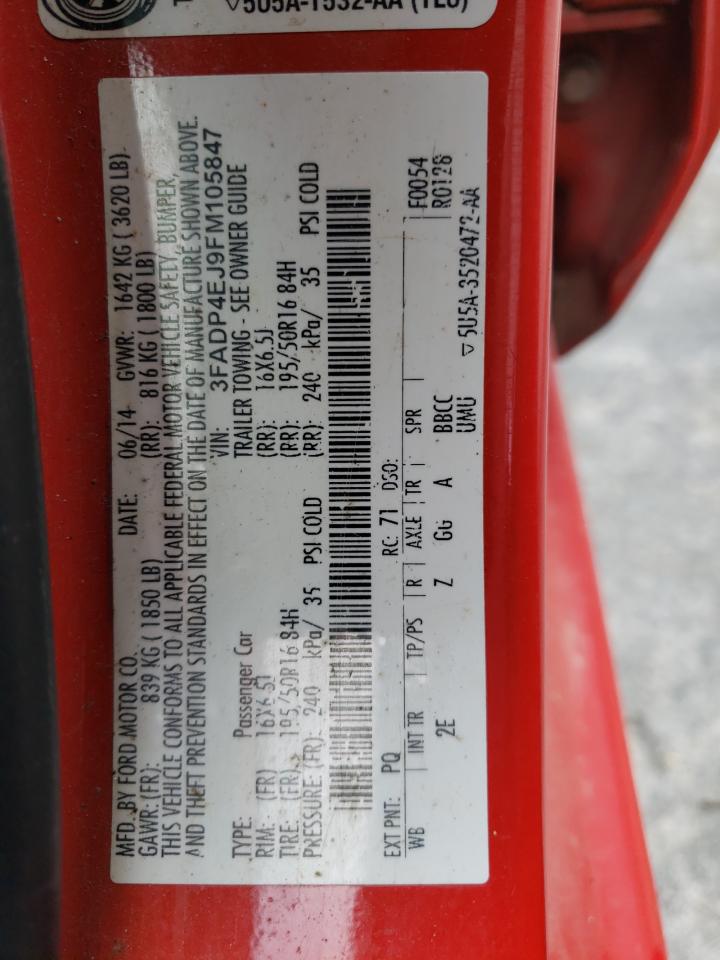 5U5A-1532-AA (TLU)
MFD. BY FORD MOTOR CO. DATE: 06/14 GVWR: 1642 KG ( 3620 LB)
GAWR: (FR): 839 KG ( 1850 LB) (RR): 816 KG ( 1800 LB)
THIS VEHICLE CONFORMS TO ALL APPLICABLE FEDERAL MOTOR VEHICLE SAFETY, BUMPER,
AND THEFT PREVENTION STANDARDS IN EFFECT ON THE DATE OF MANUFACTURE SHOWN ABOVE.
VIN: 3FADP4EJ9FM105847
TYPE: Passenger Car TRAILER TOWING - SEE OWNER GUIDE
RIM: (FR) 16X6.5J (RR): 16X6.5J
TIRE: (FR): 195/50R16 84H (RR): 195/50R16 84H
PRESSURE: (FR): 240 kPa/ 35 PSI COLD (RR): 240 kPa/ 35 PSI COLD
EXT PNT: PQ RC: 71 DSO: F0054
WB INT TR TP/PS R AXLE TR SPR R0126
2E Z GG A BBCC
UMU ▽ 5U5A-3520472-AA